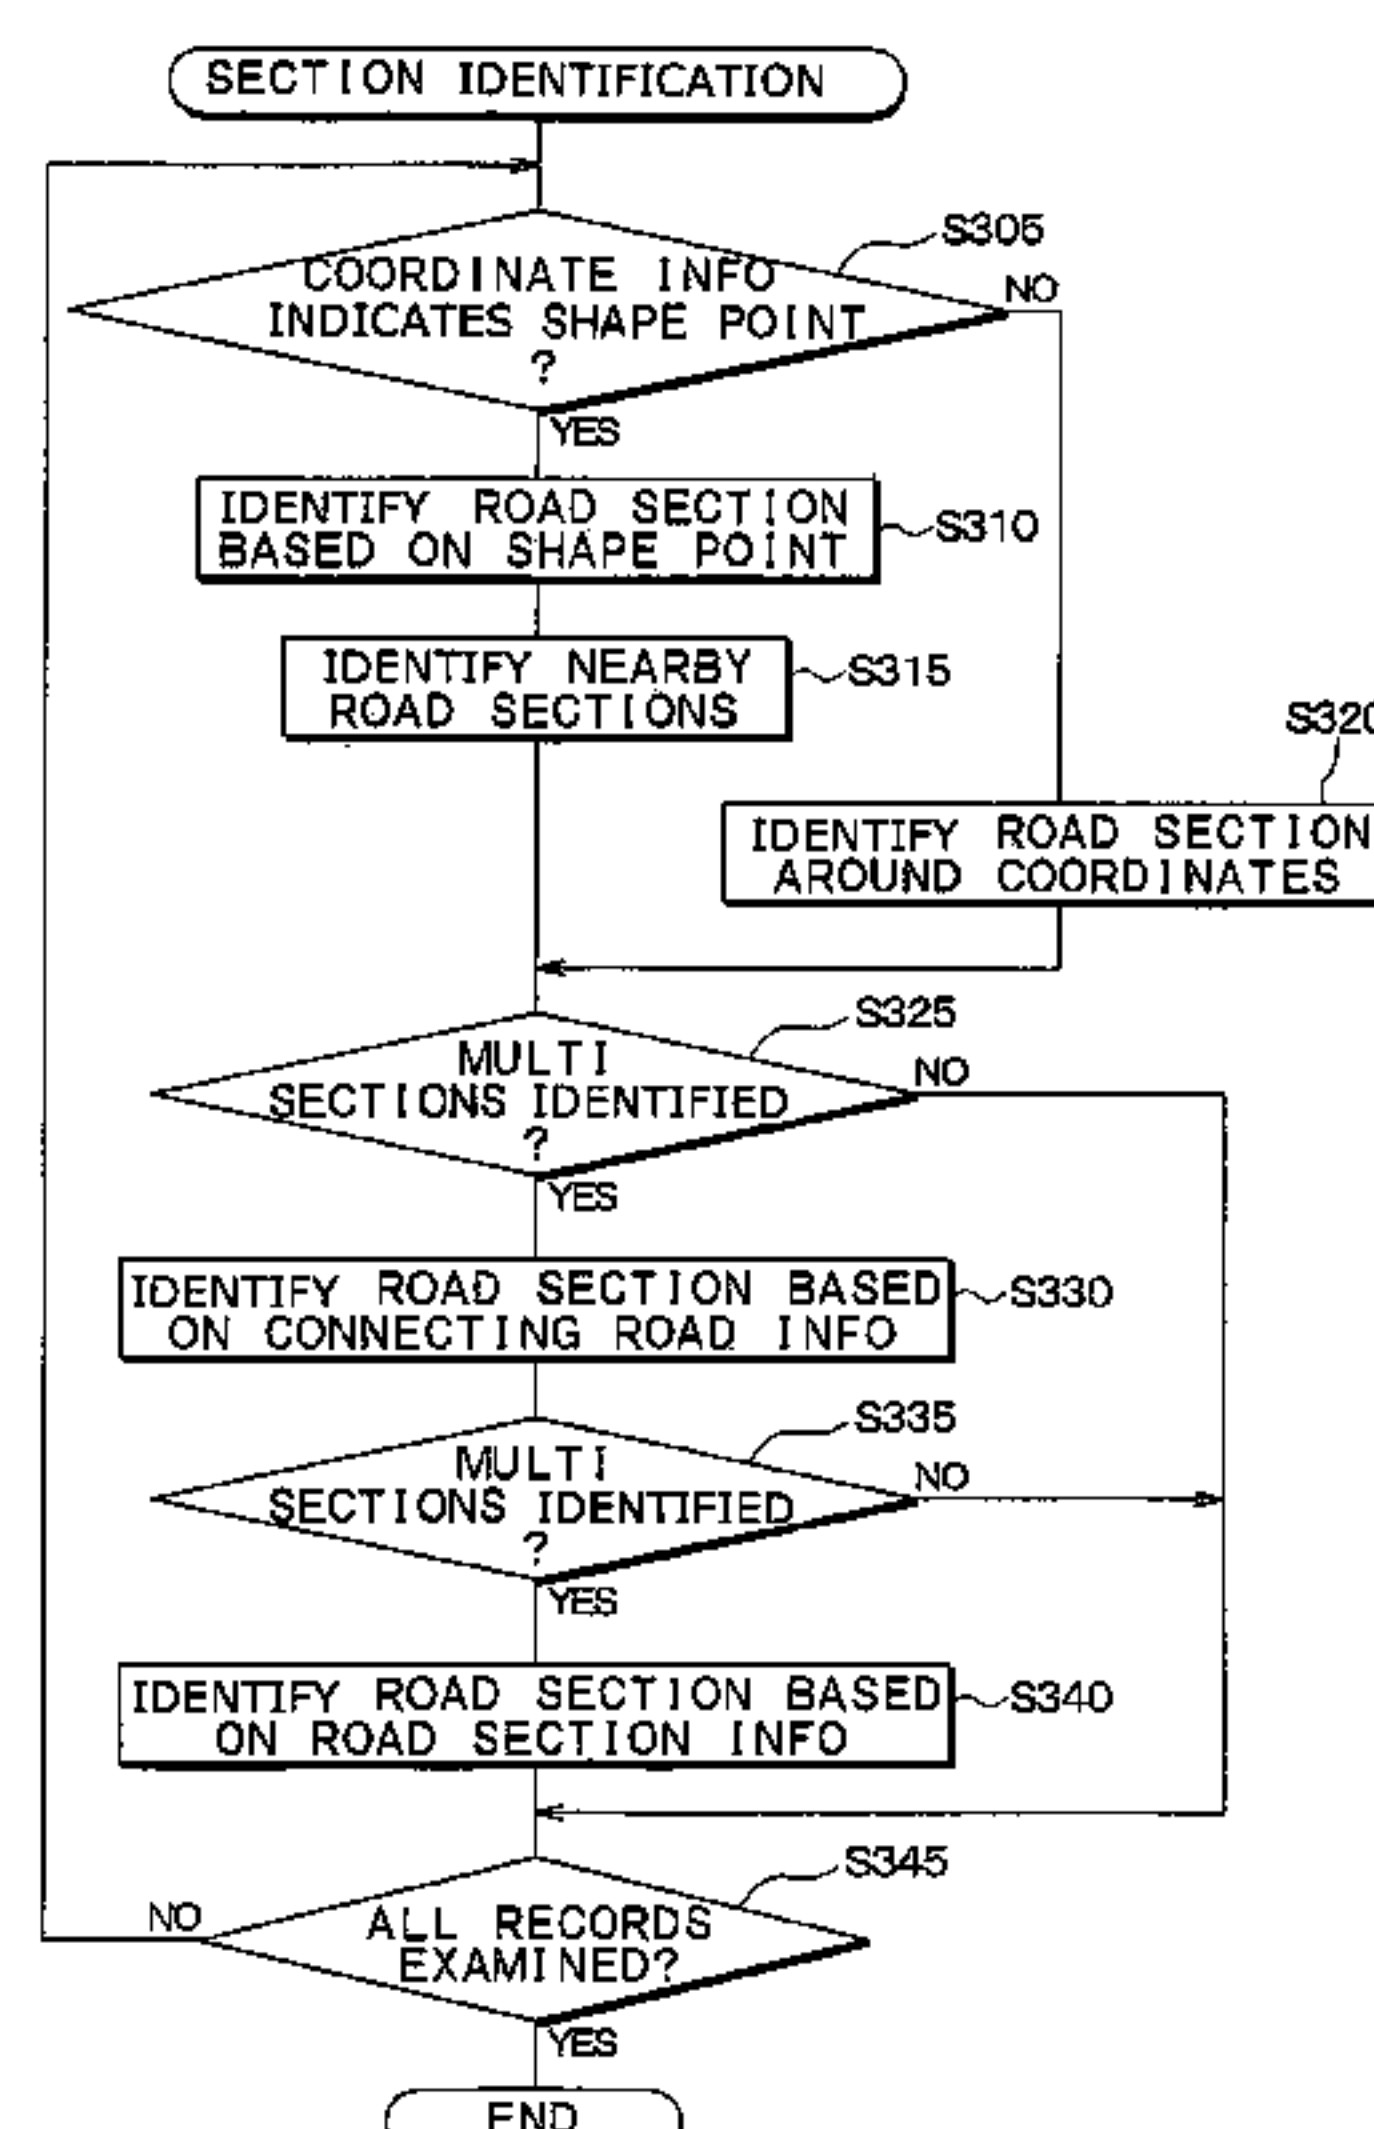 SECTION IDENTIFICATION
S305
COORDINATE INFO
INDICATES SHAPE POINT
?
NO
YES
IDENTIFY ROAD SECTION
BASED ON SHAPE POINT
S310
IDENTIFY NEARBY
ROAD SECTIONS
S315
S320
IDENTIFY ROAD SECTION
AROUND COORDINATES
S325
MULTI
SECTIONS IDENTIFIED
?
NO
YES
IDENTIFY ROAD SECTION BASED
ON CONNECTING ROAD INFO
S330
S335
MULTI
SECTIONS IDENTIFIED
?
NO
YES
IDENTIFY ROAD SECTION BASED
ON ROAD SECTION INFO
S340
S345
NO
ALL RECORDS
EXAMINED?
YES
END